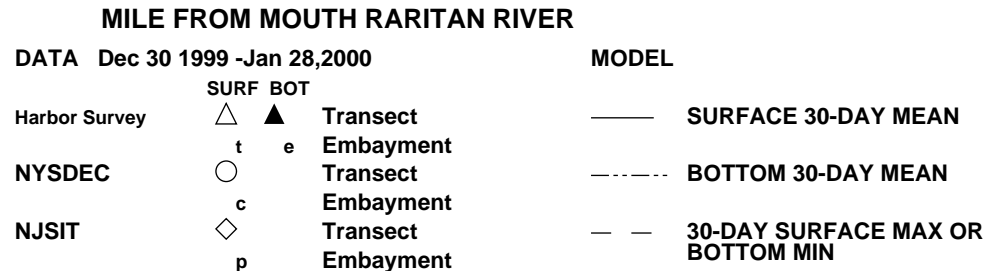 MILE FROM MOUTH RARITAN RIVER
DATA Dec 30 1999 -Jan 28,2000 MODEL
SURF BOT
Harbor Survey Transect SURFACE 30-DAY MEAN
t e Embayment
NYSDEC Transect BOTTOM 30-DAY MEAN
c Embayment
NJSIT Transect 30-DAY SURFACE MAX OR
p Embayment BOTTOM MIN